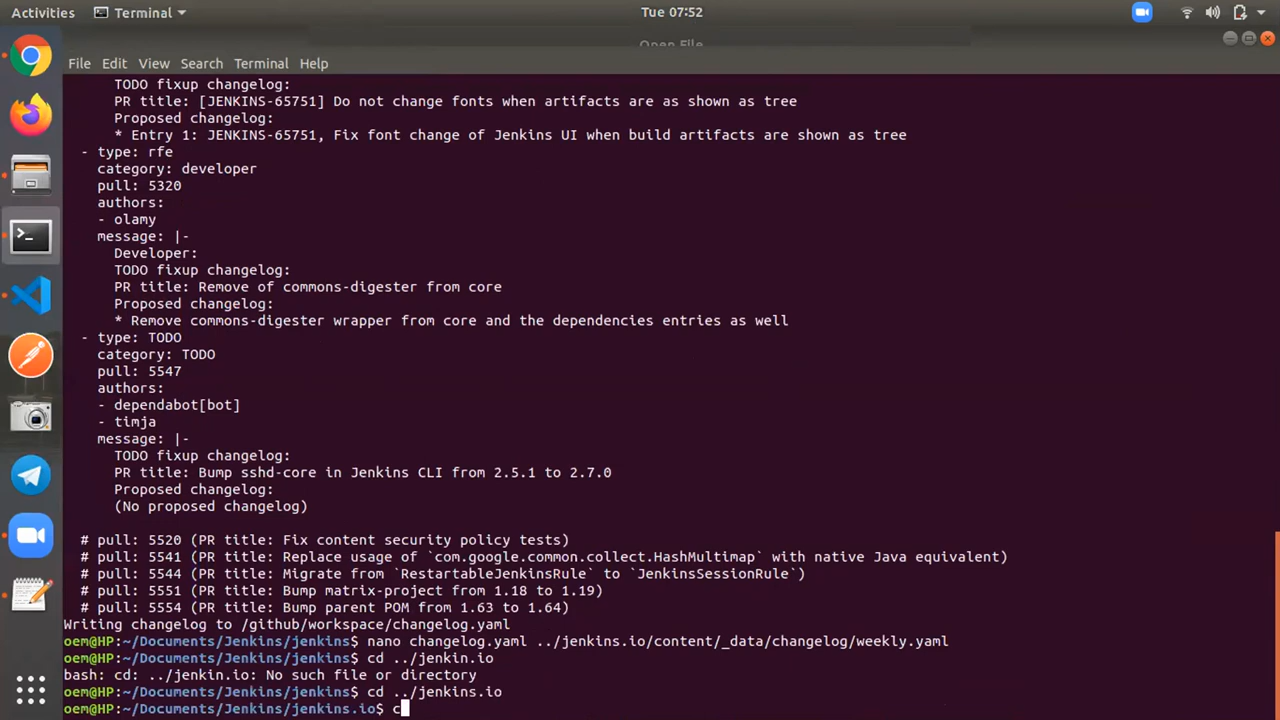 Activities Terminal Tue 07:52
Open File
File Edit View Search Terminal Help
TODO fixup changelog:
PR title: [JENKINS-65751] Do not change fonts when artifacts are as shown as tree
Proposed changelog:
* Entry 1: JENKINS-65751, Fix font change of Jenkins UI when build artifacts are shown as tree
- type: rfe
category: developer
pull: 5320
authors:
- olamy
message: |-
Developer:
TODO fixup changelog:
PR title: Remove of commons-digester from core
Proposed changelog:
* Remove commons-digester wrapper from core and the dependencies entries as well
- type: TODO
category: TODO
pull: 5547
authors:
- dependabot[bot]
- timja
message: |-
TODO fixup changelog:
PR title: Bump sshd-core in Jenkins CLI from 2.5.1 to 2.7.0
Proposed changelog:
(No proposed changelog)
# pull: 5520 (PR title: Fix content security policy tests)
# pull: 5541 (PR title: Replace usage of `com.google.common.collect.HashMultimap` with native Java equivalent)
# pull: 5544 (PR title: Migrate from `RestartableJenkinsRule` to `JenkinsSessionRule`)
# pull: 5551 (PR title: Bump matrix-project from 1.18 to 1.19)
# pull: 5554 (PR title: Bump parent POM from 1.63 to 1.64)
Writing changelog to /github/workspace/changelog.yaml
oem@HP:~/Documents/Jenkins/jenkins$ nano changelog.yaml ../jenkins.io/content/_data/changelog/weekly.yaml
oem@HP:~/Documents/Jenkins/jenkins$ cd ../jenkin.io
bash: cd: ../jenkin.io: No such file or directory
oem@HP:~/Documents/Jenkins/jenkins$ cd ../jenkins.io
oem@HP:~/Documents/Jenkins/jenkins.io$ c